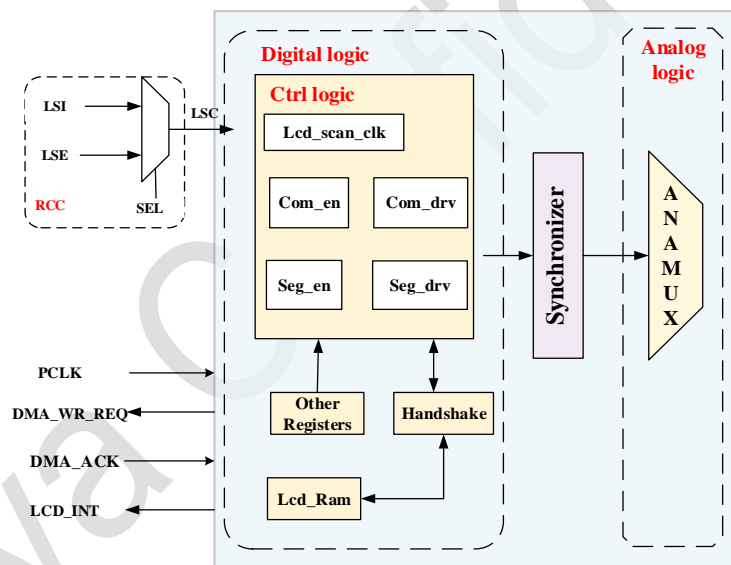 Digital logic
Analog
logic
Ctrl logic
LSI
LSC
Lcd_scan_clk
LSE
Com_en
Com_drv
RCC
SEL
Seg_en
Seg_drv
Synchronizer
A
N
A
M
U
X
PCLK
DMA_WR_REQ
Other
Registers
Handshake
DMA_ACK
Lcd_Ram
LCD_INT